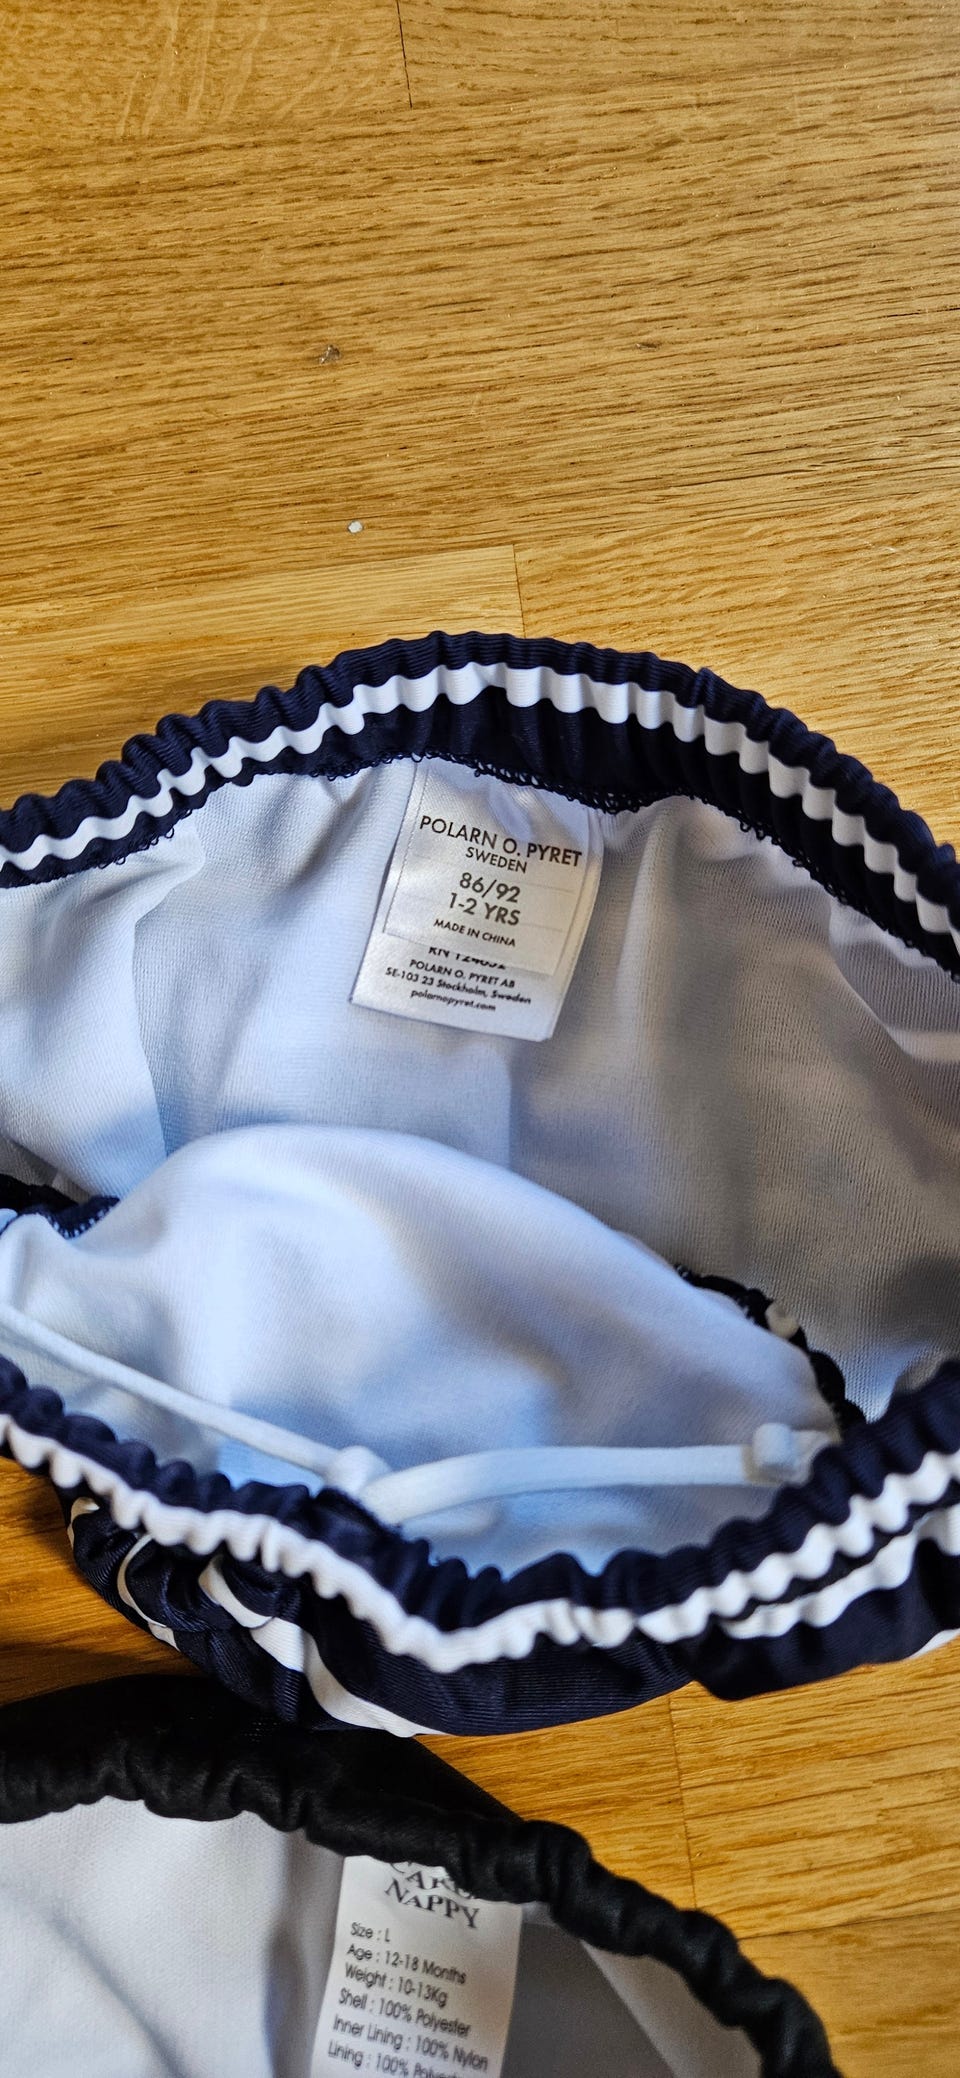 POLARN O. PYRET
SWEDEN
86/92
1-2 YRS
MADE IN CHINA
POLARN O. PYRET AB
SE-103 23 Stockholm, Sweden
polarnopyret.com
NAPPY
Size : L
Age : 12-18 Months
Weight : 10-13Kg
Shell : 100% Polyester
Inner Lining : 100% Nylon
Lining : 100%